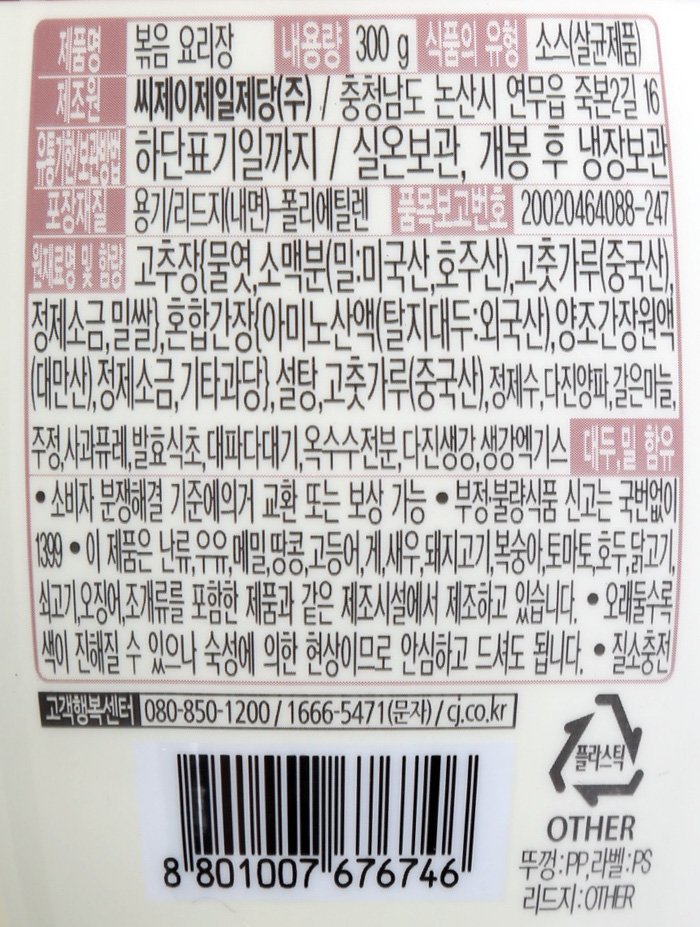 제품명 볶음 요리장 내용량 300 g 식품의 유형 소스(살균제품)
제조원 씨제이제일제당(주) / 충청남도 논산시 연무읍 죽본2길 16
유통기한/보관방법 하단표기일까지 / 실온보관, 개봉 후 냉장보관
포장재질 용기/리드지(내면)-폴리에틸렌 품목보고번호 20020464088-247
원재료명 및 함량 고추장{물엿,소맥분(밀:미국산,호주산),고춧가루(중국산),
정제소금,밀쌀},혼합간장{아미노산액(탈지대두:외국산),양조간장원액
(대만산),정제소금,기타과당},설탕,고춧가루(중국산),정제수,다진양파,갈은마늘,
주정,사과퓨레,발효식초,대파다대기,옥수수전분,다진생강,생강엑기스 대두,밀 함유
• 소비자 분쟁해결 기준에의거 교환 또는 보상 가능 • 부정·불량식품 신고는 국번없이
1399 • 이 제품은 난류,우유,메밀,땅콩,고등어,게,새우,돼지고기,복숭아,토마토,호두,닭고기,
쇠고기,오징어,조개류를 포함한 제품과 같은 제조시설에서 제조하고 있습니다. • 오래둘수록
색이 진해질 수 있으나 숙성에 의한 현상이므로 안심하고 드셔도 됩니다. • 질소충전
고객행복센터 080-850-1200 / 1666-5471(문자) / cj.co.kr
플라스틱
OTHER
뚜껑:PP,라벨:PS
리드지:OTHER
8 801007 676746